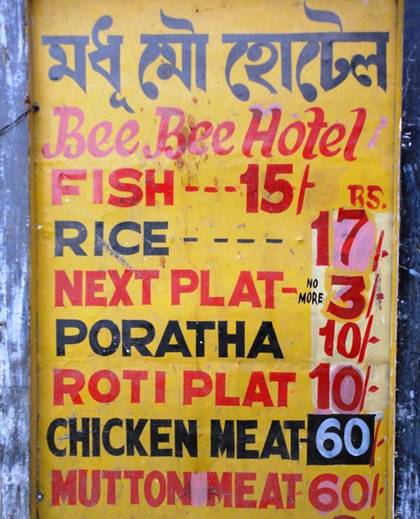 মধু মৌ হোটেল
Bee Bee Hotel
FISH ---15/-
RS.
RICE ---- 17/-
NEXT PLAT- NO MORE 3/-
PORATHA 10/-
ROTI PLAT 10/-
CHICKEN MEAT- 60/-
MUTTON MEAT- 60/-